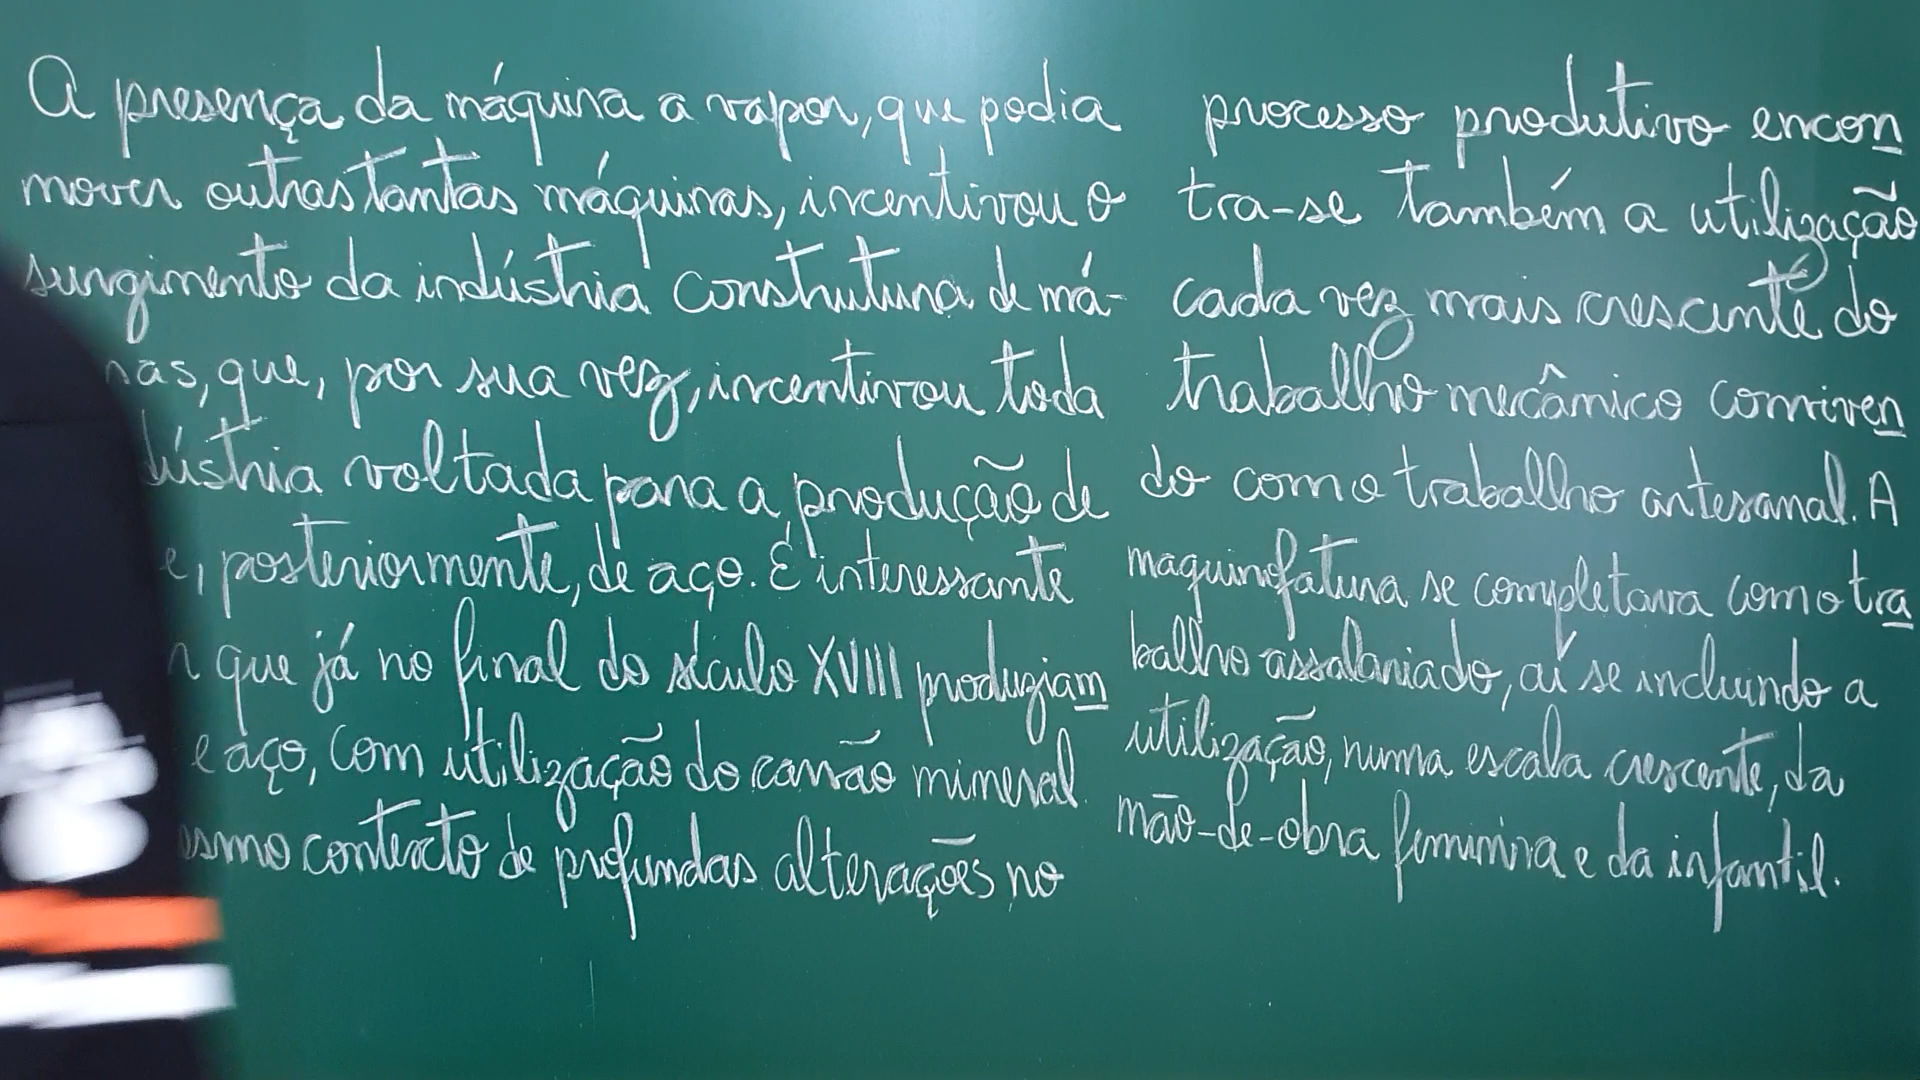 A presença da máquina a vapor, que podia
mover outras tantas máquinas, incentivou o
surgimento da indústria construtura de má-
nas, que, por sua vez, incentivou toda
dústria voltada para a produção de
e, posteriormente, de aço. É interessante
que já no final do século XVIII produziam
e aço, com utilização do carvão mineral.
esmo contexto de profundas alterações no
processo produtivo encon
tra-se também a utilização
cada vez mais crescente do
trabalho mecânico conviven
do com o trabalho artesanal. A
maquinofatura se completava com o tra
balho assalariado, aí se incluindo a
utilização, numa escala crescente, da
mão-de-obra feminina e da infantil.